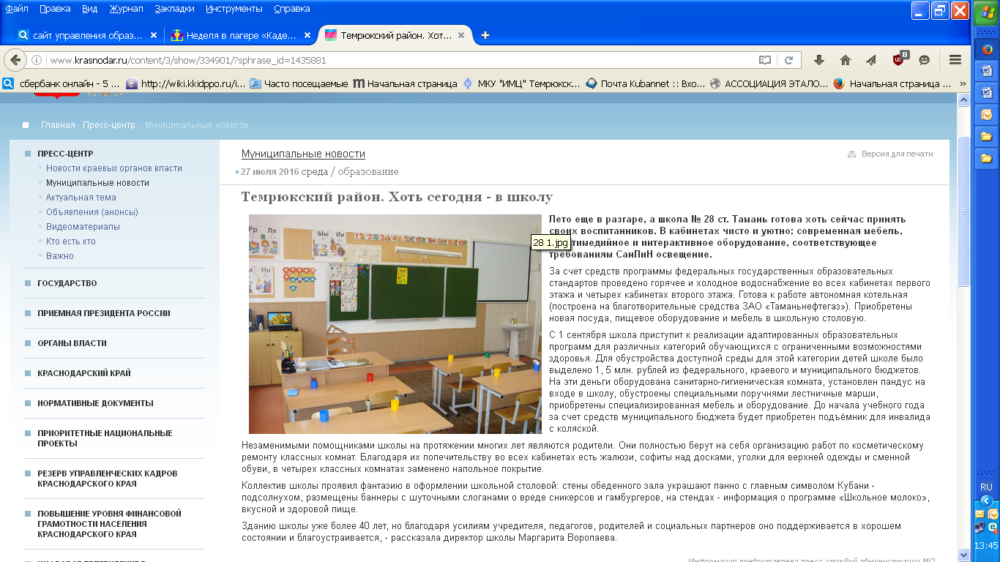 Файл Правка Вид Журнал Закладки Инструменты Справка
сайт управления образ... Неделя в лагере «Каде... Темрюкский район. Хот...
www.krasnodar.ru/content/3/show/334901/?sphrase_id=1435881
8
сбербанк онлайн - 5 ... http://wiki.kkidppo.ru/i... Часто посещаемые Начальная страница МКУ "ИМЦ" Темрюкск... Почта Kubannet :: Вхо... АССОЦИАЦИЯ ЭТАЛО... Начальная страница ... »
Главная - Пресс-центр - Муниципальные новости
ПРЕСС-ЦЕНТР
Новости краевых органов власти
Муниципальные новости
Актуальная тема
Объявления (анонсы)
Видеоматериалы
Кто есть кто
Важно
ГОСУДАРСТВО
ПРИЕМНАЯ ПРЕЗИДЕНТА РОССИИ
ОРГАНЫ ВЛАСТИ
КРАСНОДАРСКИЙ КРАЙ
НОРМАТИВНЫЕ ДОКУМЕНТЫ
ПРИОРИТЕТНЫЕ НАЦИОНАЛЬНЫЕ
ПРОЕКТЫ
РЕЗЕРВ УПРАВЛЕНЧЕСКИХ КАДРОВ
КРАСНОДАРСКОГО КРАЯ
ПОВЫШЕНИЕ УРОВНЯ ФИНАНСОВОЙ
ГРАМОТНОСТИ НАСЕЛЕНИЯ
КРАСНОДАРСКОГО КРАЯ
Муниципальные новости
Версия для печати
27 июля 2016 среда / образование
Темрюкский район. Хоть сегодня - в школу
28 1.jpg
Лето еще в разгаре, а школа № 28 ст. Тамань готова хоть сейчас принять
своих воспитанников. В кабинетах чисто и уютно: современная мебель,
тимедийное и интерактивное оборудование, соответствующее
требованиям СанПиН освещение.
За счет средств программы федеральных государственных образовательных
стандартов проведено горячее и холодное водоснабжение во всех кабинетах первого
этажа и четырех кабинетах второго этажа. Готова к работе автономная котельная
(построена на благотворительные средства ЗАО «Таманьнефтегаз»). Приобретены
новая посуда, пищевое оборудование и мебель в школьную столовую.
С 1 сентября школа приступит к реализации адаптированных образовательных
программ для различных категорий обучающихся с ограниченными возможностями
здоровья. Для обустройства доступной среды для этой категории детей школе было
выделено 1, 5 млн. рублей из федерального, краевого и муниципального бюджетов.
На эти деньги оборудована санитарно-гигиеническая комната, установлен пандус на
входе в школу, обустроены специальными поручнями лестничные марши,
приобретены специализированная мебель и оборудование. До начала учебного года
за счет средств муниципального бюджета будет приобретен подъёмник для инвалида
с коляской.
Незаменимыми помощниками школы на протяжении многих лет являются родители. Они полностью берут на себя организацию работ по косметическому
ремонту классных комнат. Благодаря их попечительству во всех кабинетах есть жалюзи, софиты над досками, уголки для верхней одежды и сменной
обуви, в четырех классных комнатах заменено напольное покрытие.
Коллектив школы проявил фантазию в оформлении школьной столовой: стены обеденного зала украшают панно с главным символом Кубани -
подсолнухом, размещены баннеры с шуточными слоганами о вреде сникерсов и гамбургеров, на стендах - информация о программе «Школьное молоко»,
вкусной и здоровой пище.
Зданию школы уже более 40 лет, но благодаря усилиям учредителя, педагогов, родителей и социальных партнеров оно поддерживается в хорошем
состоянии и благоустраивается, - рассказала директор школы Маргарита Воропаева.
Информация предоставлена пресс-службой администрации МО
RU
13:45